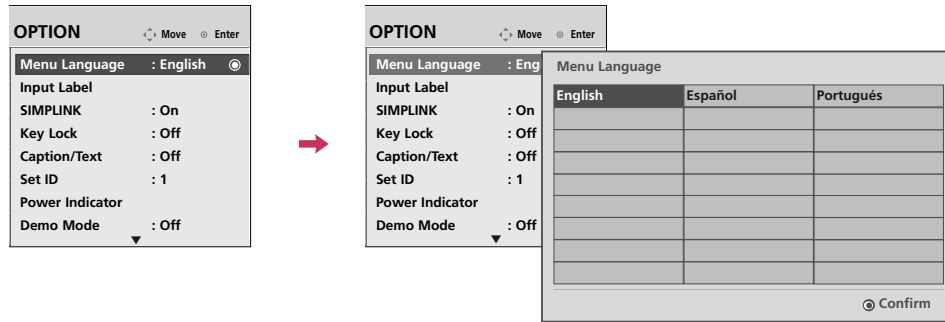 OPTION Move Enter
Menu Language : English
Input Label
SIMPLINK : On
Key Lock : Off
Caption/Text : Off
Set ID : 1
Power Indicator
Demo Mode : Off
OPTION Move Enter
Menu Language : Eng
Input Label
SIMPLINK : On
Key Lock : Off
Caption/Text : Off
Set ID : 1
Power Indicator
Demo Mode : Off
Menu Language
English Español Portugués
Confirm